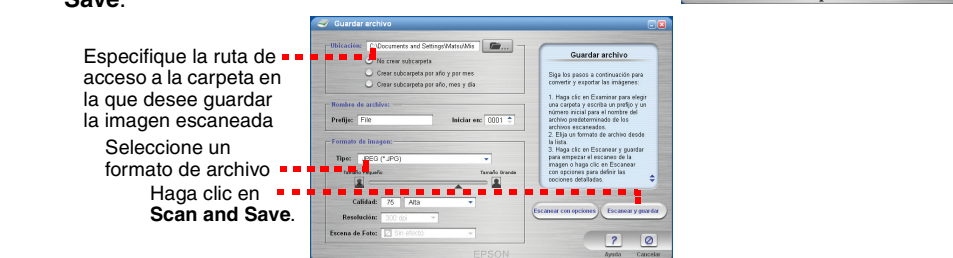 Save.
Especifique la ruta de
acceso a la carpeta en
la que desee guardar
la imagen escaneada
Seleccione un
formato de archivo
Haga clic en
Scan and Save.
Guardar archivo
Ubicación: C:\Documents and Settings\Matsu\Mis
No crear subcarpeta
Crear subcarpeta por año y por mes
Crear subcarpeta por año, mes y día
Nombre de archivo:
Prefijo: File Iniciar en: 0001
Formato de Imagen:
Tipo: JPEG (*.JPG)
Tamaño Pequeño Tamaño Grande
Calidad: 75 Alta
Resolución: 300 dpi
Escena de Foto: Sin efecto
Guardar archivo
Siga los pasos a continuación para
convertir y exportar las imágenes:
1. Haga clic en Examinar para elegir
una carpeta y escriba un prefijo y un
número inicial para el nombre del
archivo predeterminado de los
archivos escaneados.
2. Elija un formato de archivo desde
la lista.
3. Haga clic en Escanear y guardar
para empezar el escaneo de la
imagen o haga clic en Escanear
con opciones para definir las
opciones detalladas.
Escanear con opciones Escanear y guardar
EPSON
Ayuda Cancelar